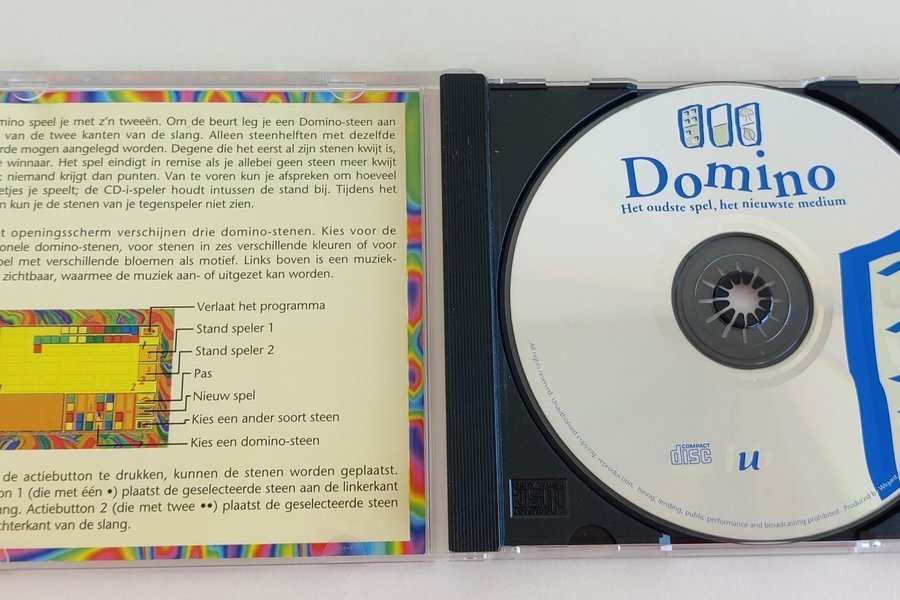 mino speel je met z'n tweeën. Om de beurt leg je een Domino-steen aan
van de twee kanten van de slang. Alleen steenhelften met dezelfde
rde mogen aangelegd worden. Degene die het eerst al zijn stenen kwijt is,
winnaar. Het spel eindigt in remise als je allebei geen steen meer kwijt
; niemand krijgt dan punten. Van te voren kun je afspreken om hoeveel
etjes je speelt; de CD-i-speler houdt intussen de stand bij. Tijdens het
n kun je de stenen van je tegenspeler niet zien.
t openingsscherm verschijnen drie domino-stenen. Kies voor de
onele domino-stenen, voor stenen in zes verschillende kleuren of voor
el met verschillende bloemen als motief. Links boven is een muziek-
zichtbaar, waarmee de muziek aan- of uitgezet kan worden.
Verlaat het programma
Stand speler 1
Stand speler 2
Pas
Nieuw spel
Kies een ander soort steen
Kies een domino-steen
de actiebutton te drukken, kunnen de stenen worden geplaatst.
on 1 (die met één •) plaatst de geselecteerde steen aan de linkerkant
ang. Actiebutton 2 (die met twee ••) plaatst de geselecteerde steen
chterkant van de slang.
Domino
Het oudste spel, het nieuwste medium
All rights reserved. Unauthorised copying, reproduction, hiring, lending, public performance and broadcasting prohibited. Produced by
COMPACT
disc
u